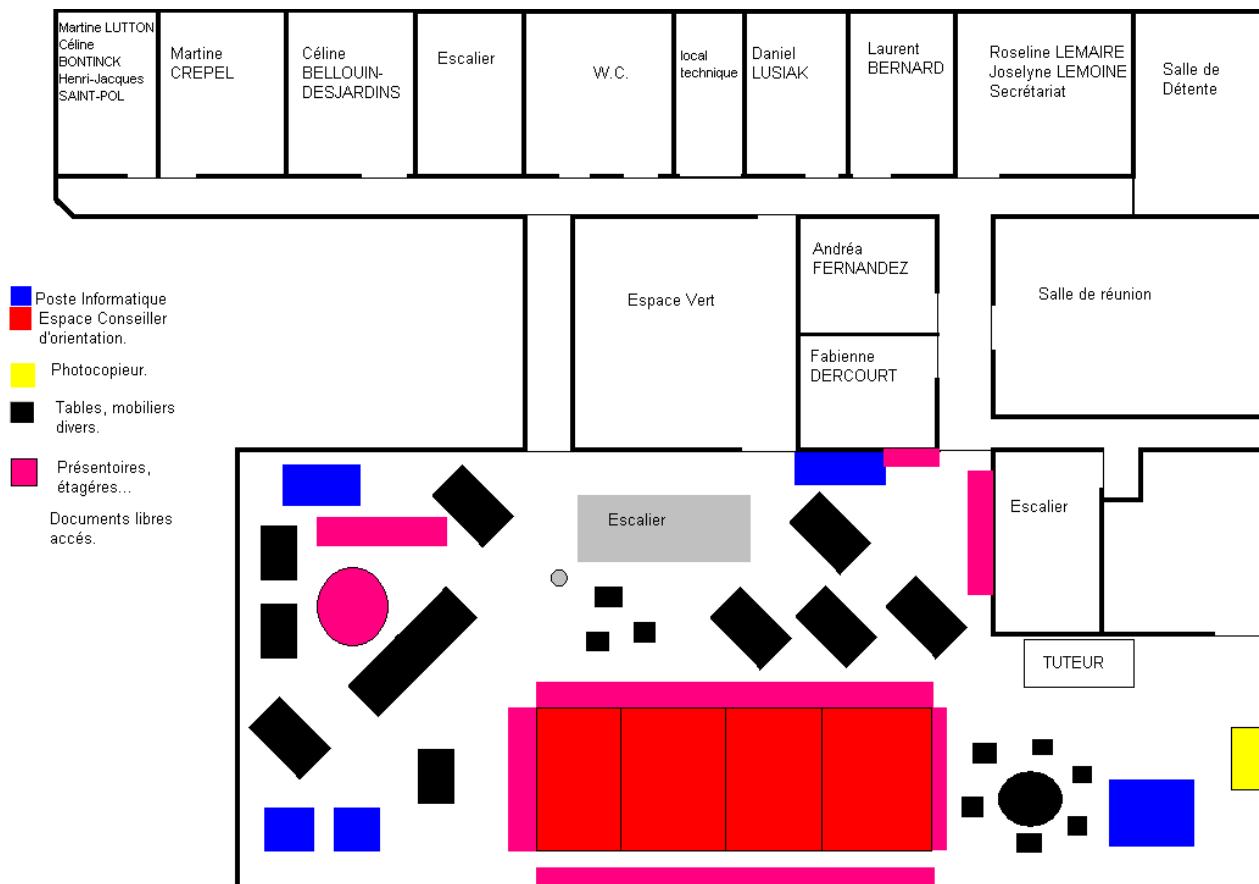 Martine LUTTON
Céline
BONTINCK
Henri-Jacques
SAINT-POL
Martine
CREPEL
Céline
BELLOUIN-
DESJARDINS
Escalier
W.C.
local
technique
Daniel
LUSIAK
Laurent
BERNARD
Roseline LEMAIRE
Joselyne LEMOINE
Secrétariat
Salle de
Détente
Andréa
FERNANDEZ
Espace Vert
Salle de réunion
Fabienne
DERCOURT
Poste Informatique
Espace Conseiller
d'orientation.
Photocopieur.
Tables, mobiliers
divers.
Présentoires,
étagéres...
Documents libres
accés.
Escalier
Escalier
TUTEUR